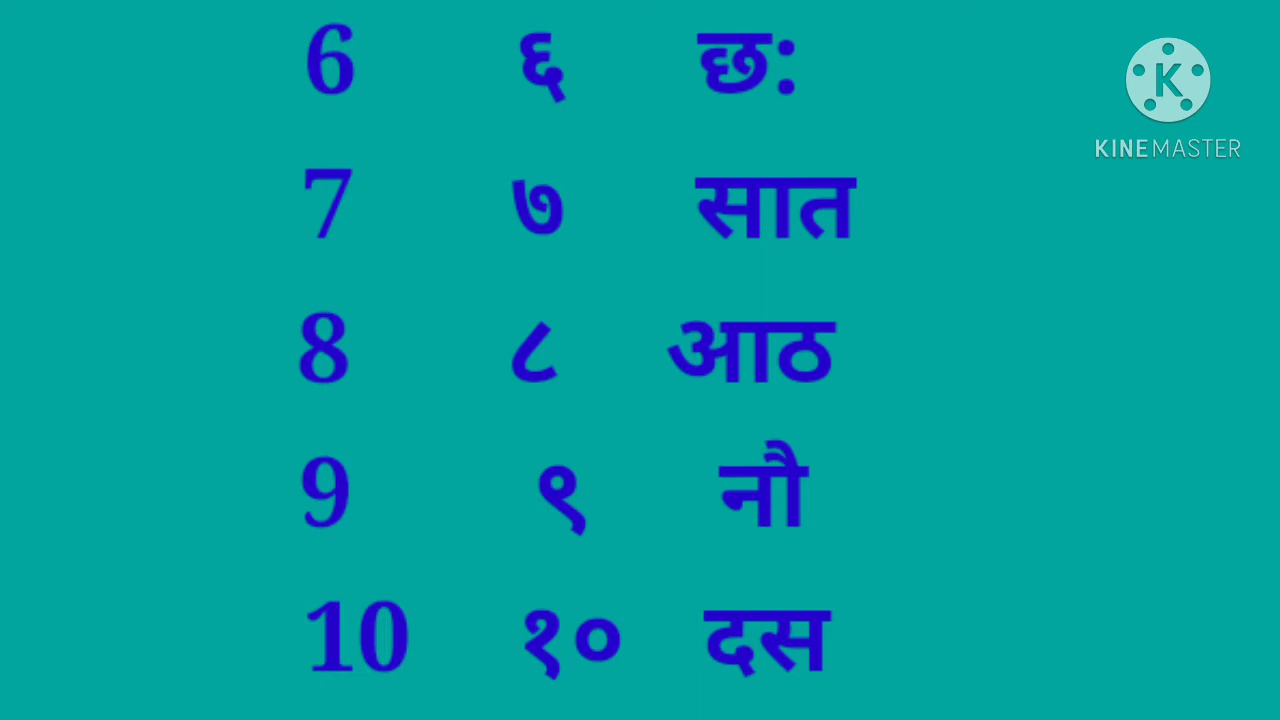 6 ६ छ:
K
KINEMASTER
7 ७ सात
8 ८ आठ
9 ९ नौ
10 १० दस